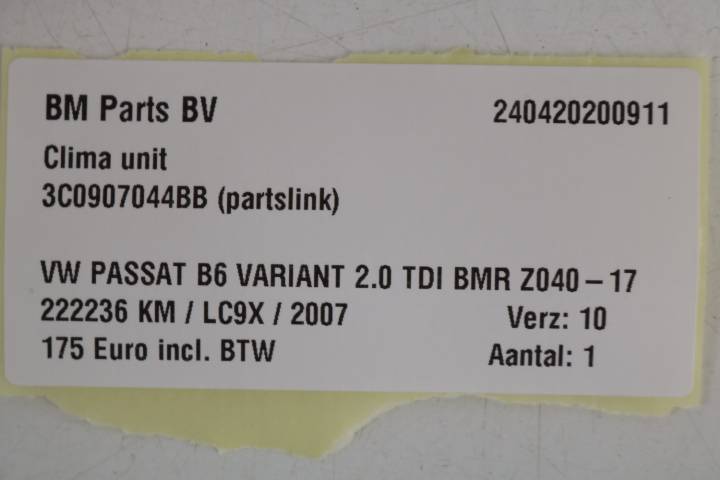 BM Parts BV 240420200911
Clima unit
3C0907044BB (partslink)
VW PASSAT B6 VARIANT 2.0 TDI BMR Z040-17
222236 KM / LC9X / 2007 Verz: 10
175 Euro incl. BTW Aantal: 1